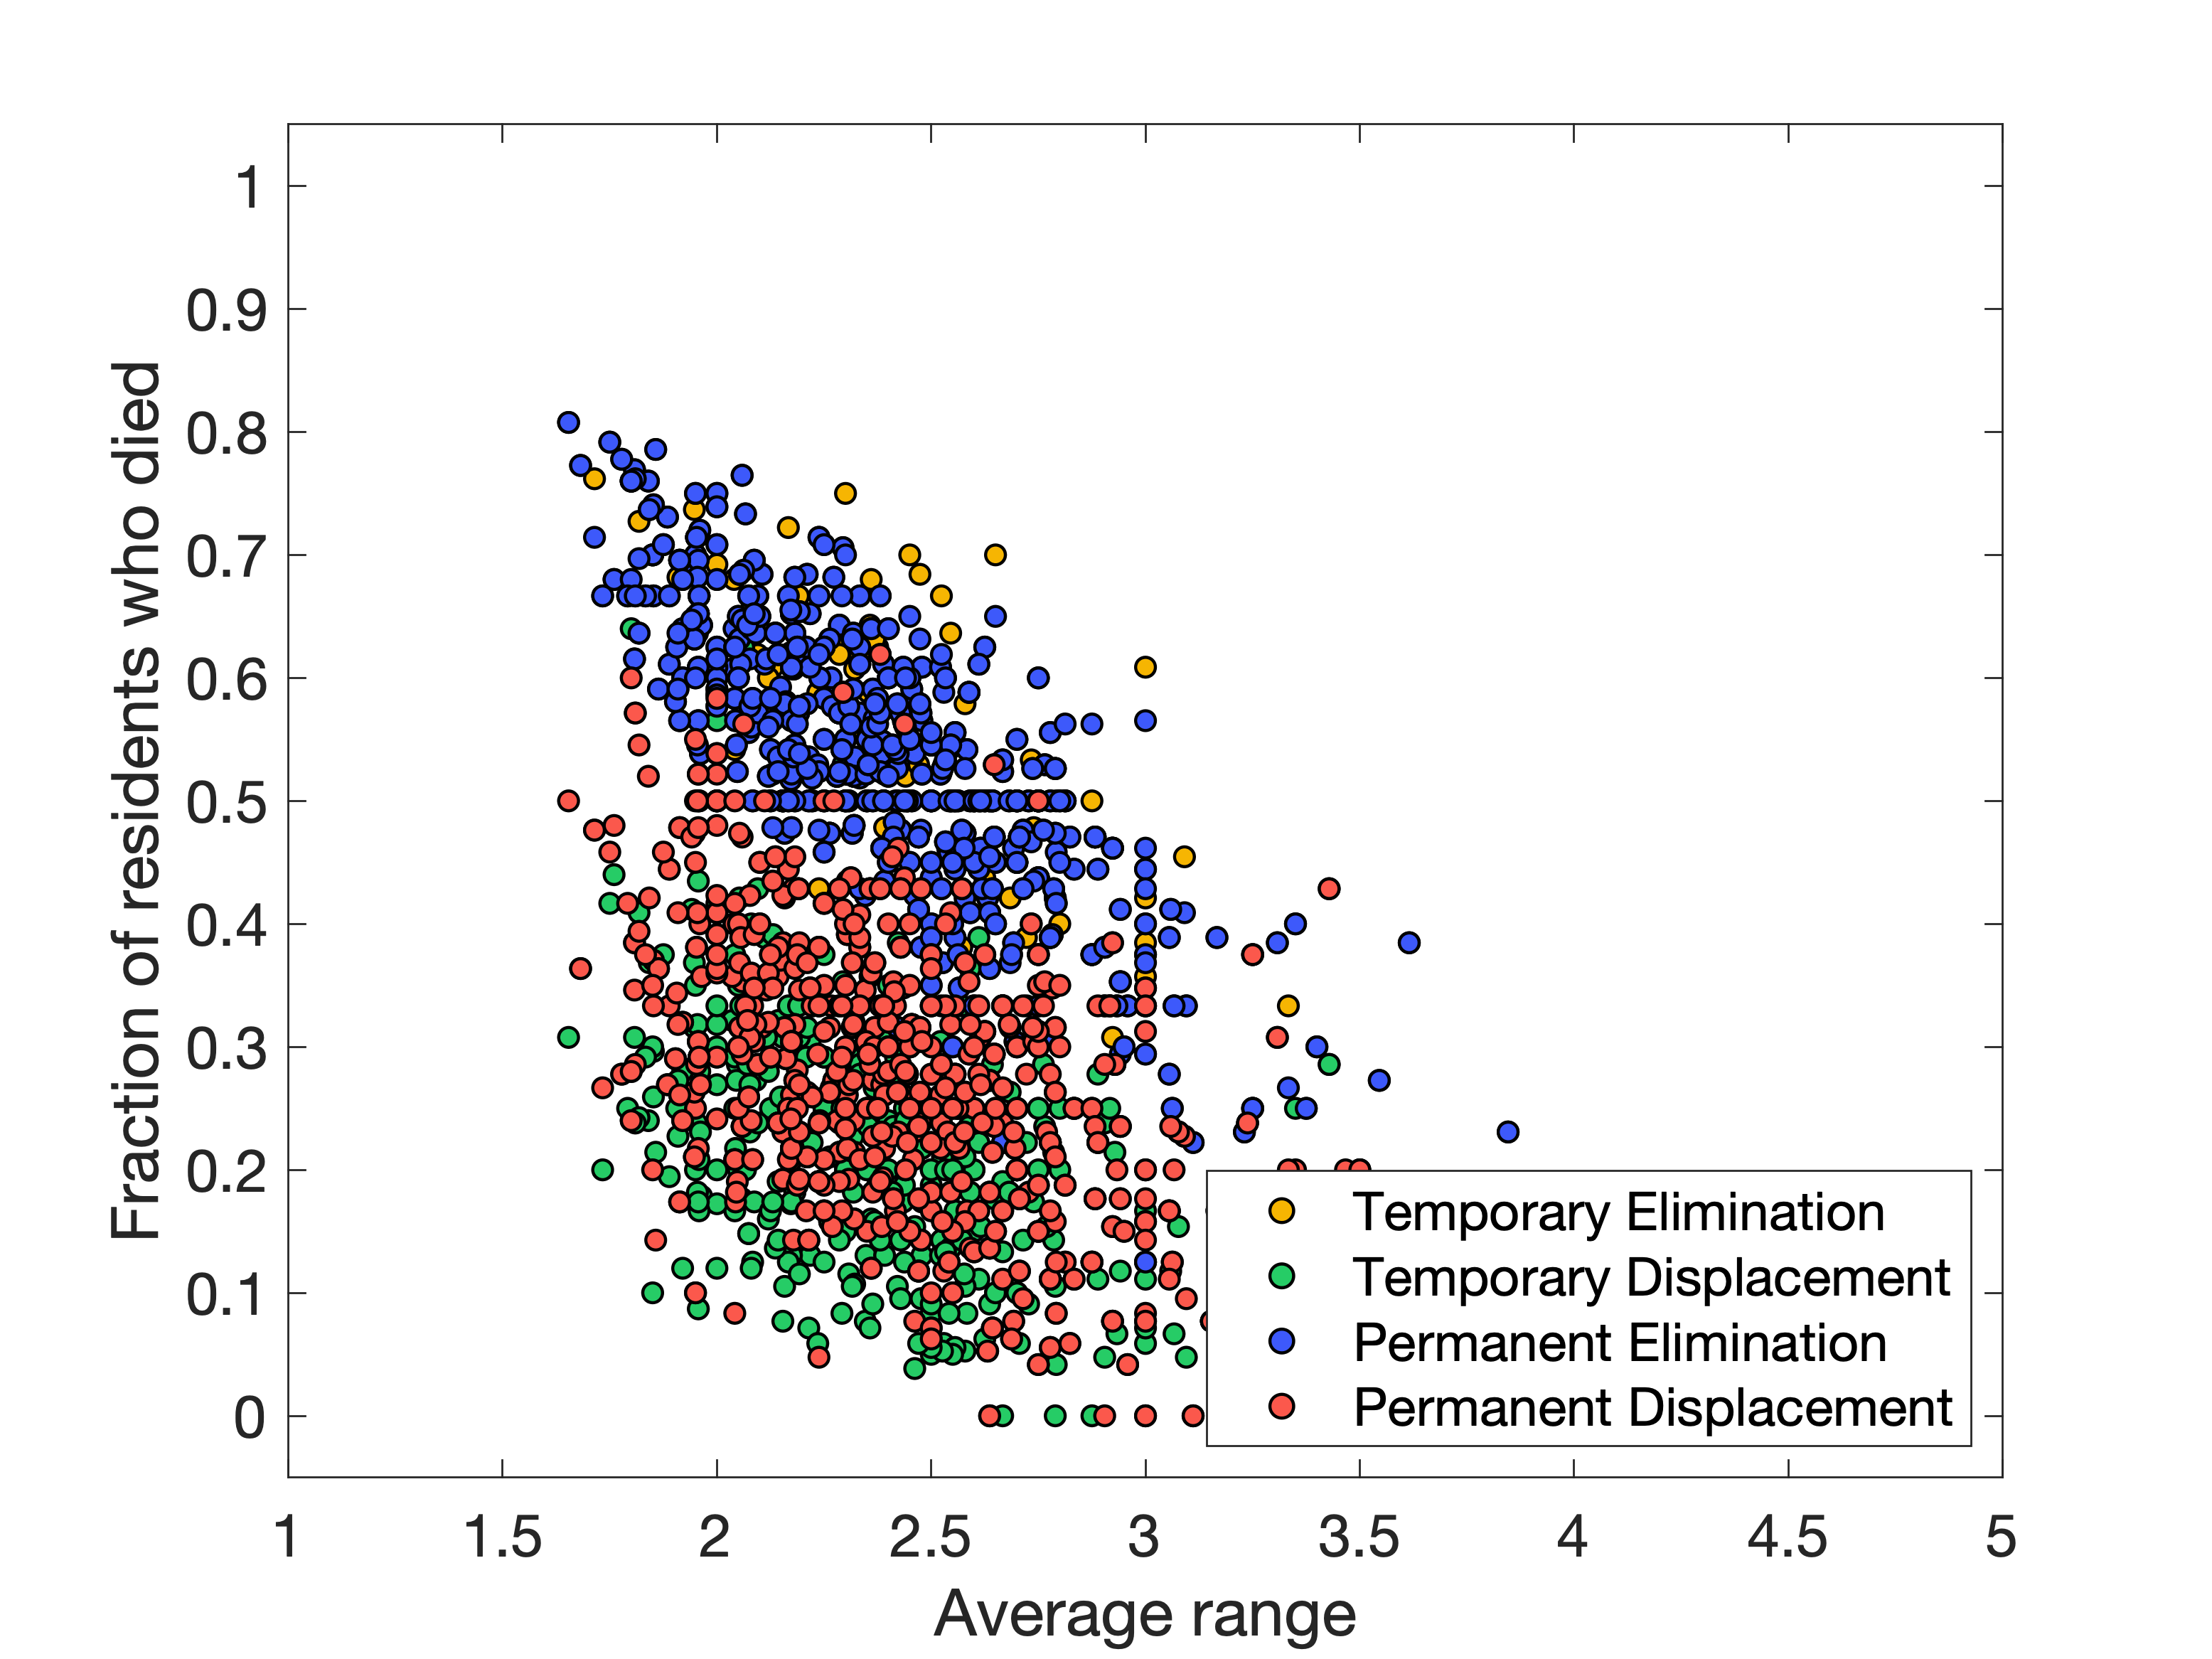 1
0.9
0.8
0.7
0.6
0.5
0.4
0.3
0.2
0.1
0
Fraction of residents who died
Temporary Elimination
Temporary Displacement
Permanent Elimination
Permanent Displacement
1 1.5 2 2.5 3 3.5 4 4.5 5
Average range